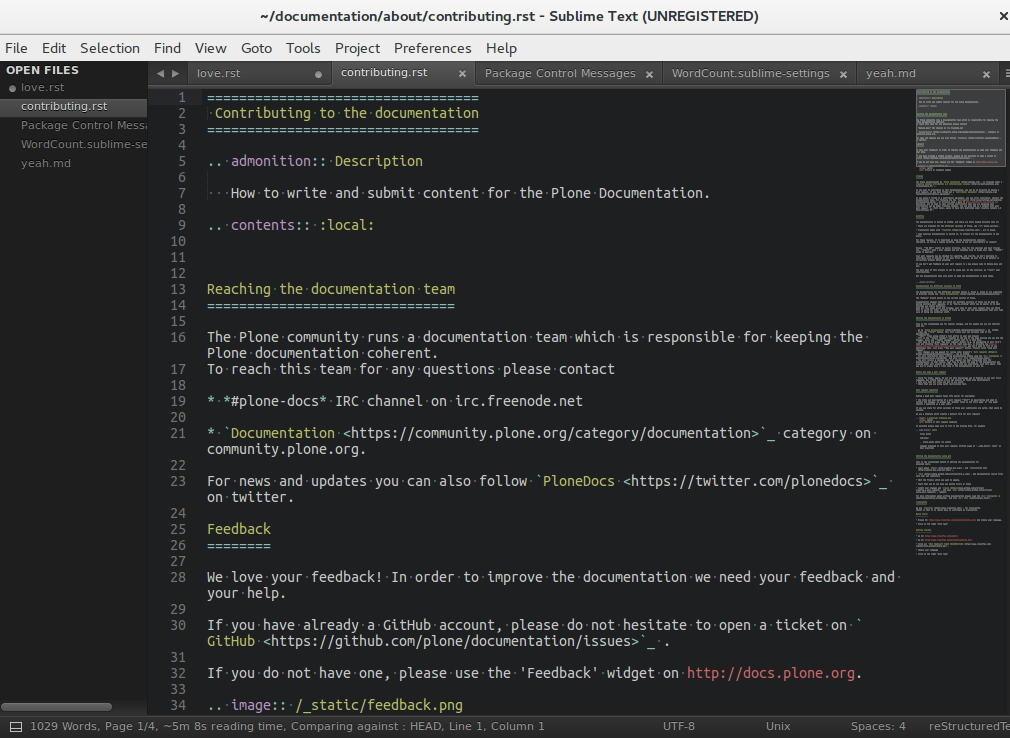 ~/documentation/about/contributing.rst - Sublime Text (UNREGISTERED)
File Edit Selection Find View Goto Tools Project Preferences Help
OPEN FILES
love.rst
contributing.rst
Package Control Messa
WordCount.sublime-se
yeah.md
love.rst contributing.rst Package Control Messages WordCount.sublime-settings yeah.md
1 ==================================
2 Contributing to the documentation
3 ==================================
4
5 .. admonition:: Description
6
7 How to write and submit content for the Plone Documentation.
8
9 .. contents:: :local:
10
11
12
13 Reaching the documentation team
14 ===============================
15
16 The Plone community runs a documentation team which is responsible for keeping the
Plone documentation coherent.
17 To reach this team for any questions please contact
18
19 * *#plone-docs* IRC channel on irc.freenode.net
20
21 * `Documentation <https://community.plone.org/category/documentation>`_ category on
community.plone.org.
22
23 For news and updates you can also follow `PloneDocs <https://twitter.com/plonedocs>`_
on twitter.
24
25 Feedback
26 ========
27
28 We love your feedback! In order to improve the documentation we need your feedback and
your help.
29
30 If you have already a GitHub account, please do not hesitate to open a ticket on `
GitHub <https://github.com/plone/documentation/issues>`_ .
31
32 If you do not have one, please use the 'Feedback' widget on http://docs.plone.org.
33
34 .. image:: /_static/feedback.png
1029 Words, Page 1/4, ~5m 8s reading time, Comparing against : HEAD, Line 1, Column 1 UTF-8 Unix Spaces: 4 reStructuredTe